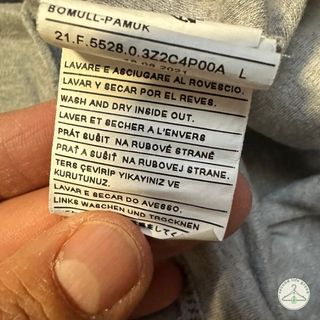 BOMULL-PAMUK
21.F.5528.0.3Z2C4P00A L
LAVARE E ASCIUGARE AL ROVESCIO.
LAVAR Y SECAR POR EL REVES.
WASH AND DRY INSIDE OUT.
LAVER ET SECHER A L'ENVERS
PRÁT SUŠIT NA RUBOVÉ STRANĚ
PRAŤ A SUŠIŤ NA RUBOVEJ STRANE.
TERS ÇEVİRİP YIKAYINIZ VE
KURUTUNUZ.
LAVAR E SECAR DO AVESSO.
LINKS WASCHEN UND TROCKNEN